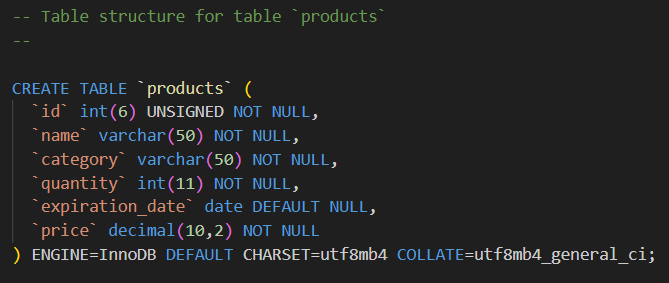 -- Table structure for table `products`
--
CREATE TABLE `products` (
`id` int(6) UNSIGNED NOT NULL,
`name` varchar(50) NOT NULL,
`category` varchar(50) NOT NULL,
`quantity` int(11) NOT NULL,
`expiration_date` date DEFAULT NULL,
`price` decimal(10,2) NOT NULL
) ENGINE=InnoDB DEFAULT CHARSET=utf8mb4 COLLATE=utf8mb4_general_ci;